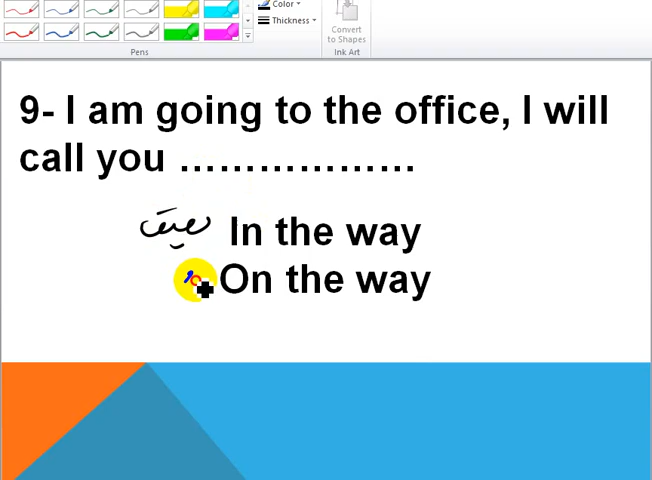 Color
Thickness
Convert
to Shapes
Pens
Ink Art
9- I am going to the office, I will
call you ………………
يعيق In the way
On the way